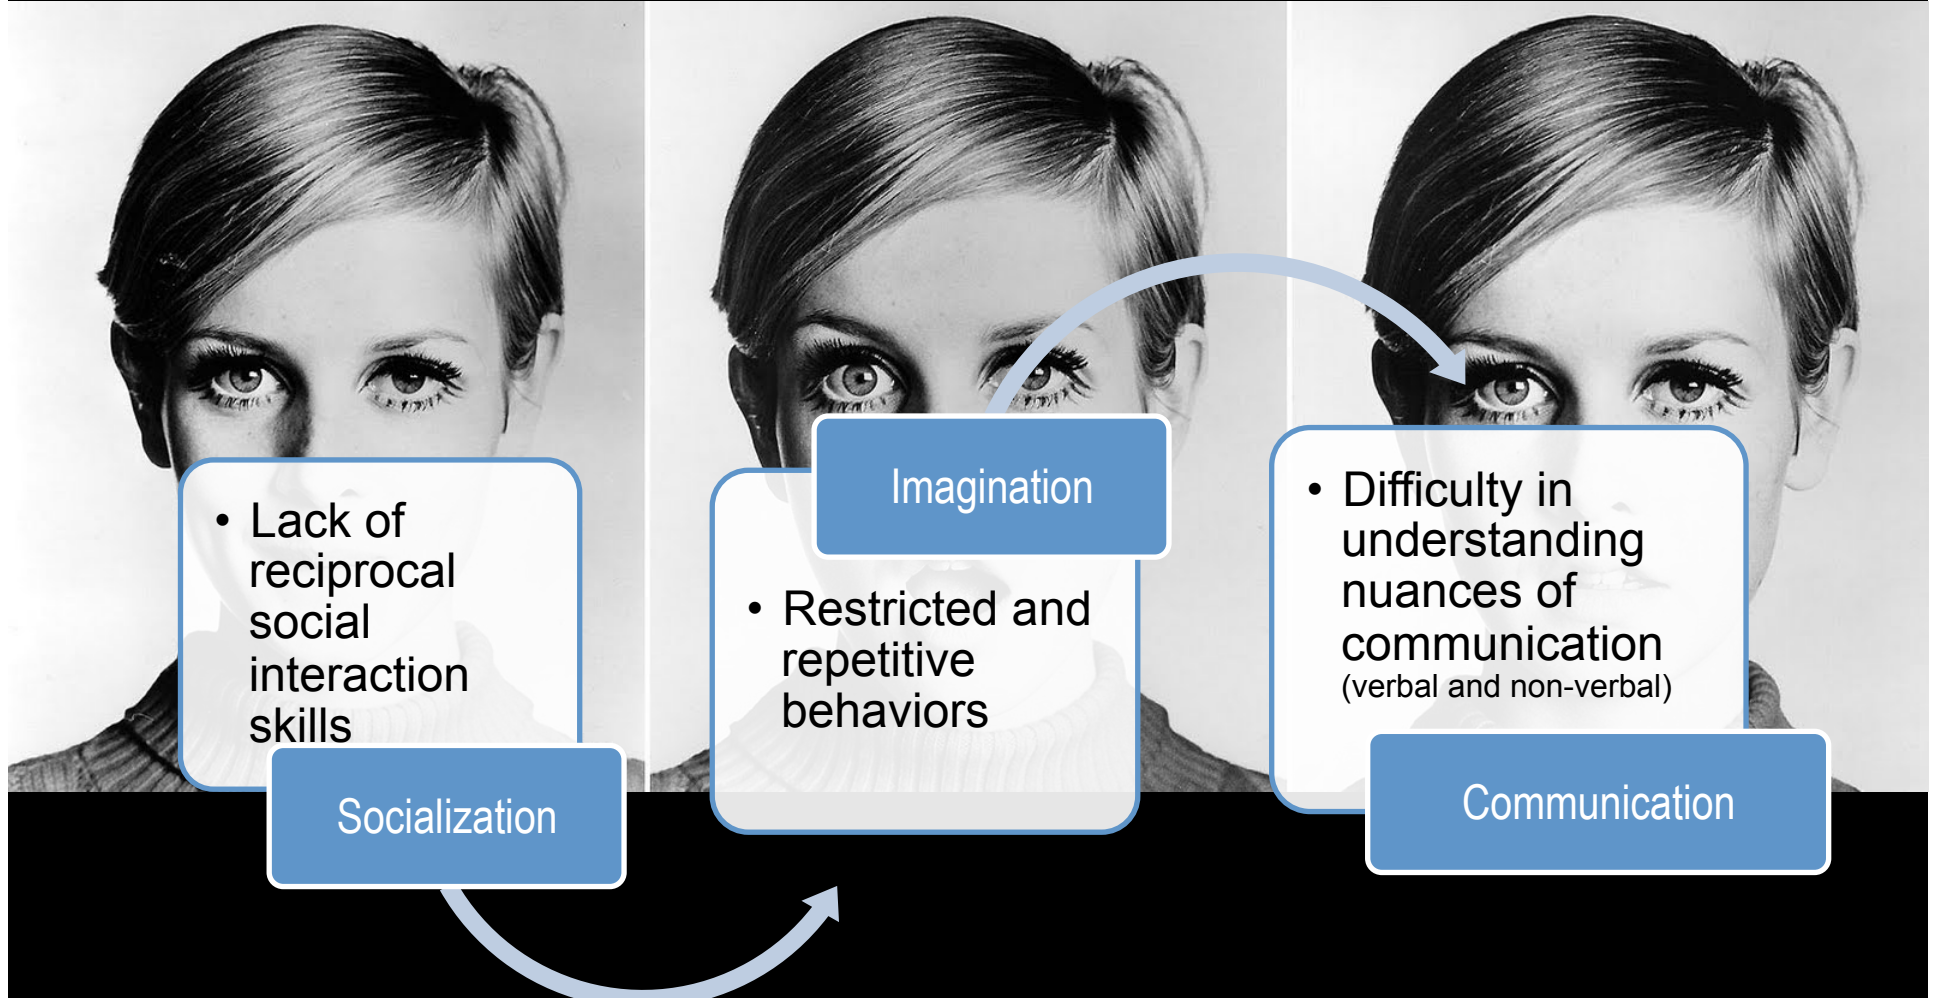 • Lack of
reciprocal
social
interaction
skills
Socialization
Imagination
• Restricted and
repetitive
behaviors
• Difficulty in
understanding
nuances of
communication
(verbal and non-verbal)
Communication